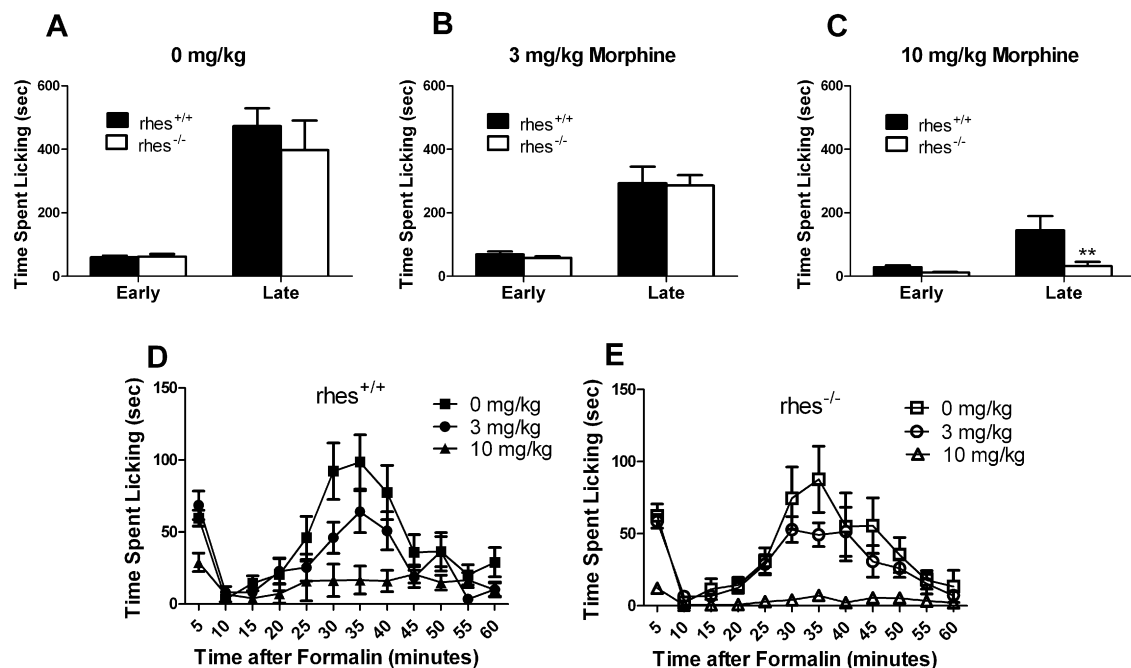 A
0 mg/kg
Time Spent Licking (sec)
600
400
200
0
rhes+/+
rhes-/-
Early
Late
B
3 mg/kg Morphine
Time Spent Licking (sec)
600
400
200
0
rhes+/+
rhes-/-
Early
Late
C
10 mg/kg Morphine
Time Spent Licking (sec)
600
400
200
0
rhes+/+
rhes-/-
**
Early
Late
D
rhes+/+
Time Spent Licking (sec)
150
100
50
0
0 mg/kg
3 mg/kg
10 mg/kg
5 10 15 20 25 30 35 40 45 50 55 60
Time after Formalin (minutes)
E
rhes-/-
Time Spent Licking (sec)
150
100
50
0
0 mg/kg
3 mg/kg
10 mg/kg
5 10 15 20 25 30 35 40 45 50 55 60
Time after Formalin (minutes)